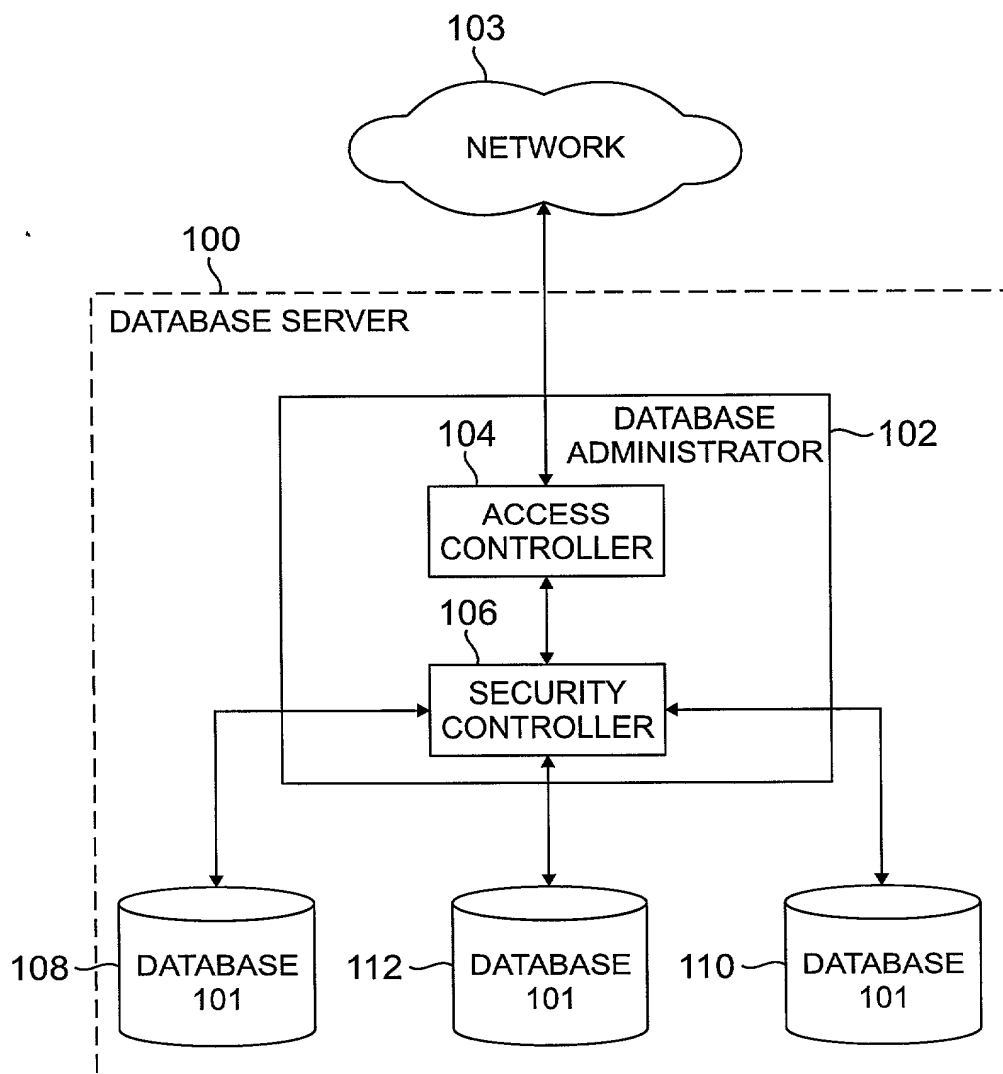 103
NETWORK
100
DATABASE SERVER
DATABASE
ADMINISTRATOR
102
104
ACCESS
CONTROLLER
106
SECURITY
CONTROLLER
108
DATABASE
101
112
DATABASE
101
110
DATABASE
101